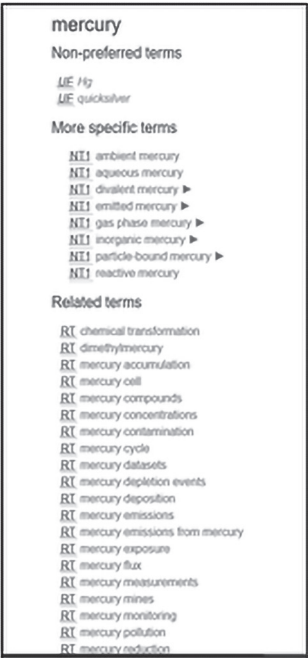 mercury
Non-preferred terms
UF Hg
UF quicksilver
More specific terms
NT1 ambient mercury
NT1 aqueous mercury
NT1 divalent mercury ▶
NT1 emitted mercury ▶
NT1 gas phase mercury ▶
NT1 inorganic mercury ▶
NT1 particle-bound mercury ▶
NT1 reactive mercury
Related terms
RT chemical transformation
RT dimethylmercury
RT mercury accumulation
RT mercury cell
RT mercury compounds
RT mercury concentrations
RT mercury contamination
RT mercury cycle
RT mercury datasets
RT mercury depletion events
RT mercury deposition
RT mercury emissions
RT mercury emissions from mercury
RT mercury exposure
RT mercury flux
RT mercury measurements
RT mercury mines
RT mercury monitoring
RT mercury pollution
RT mercury reduction